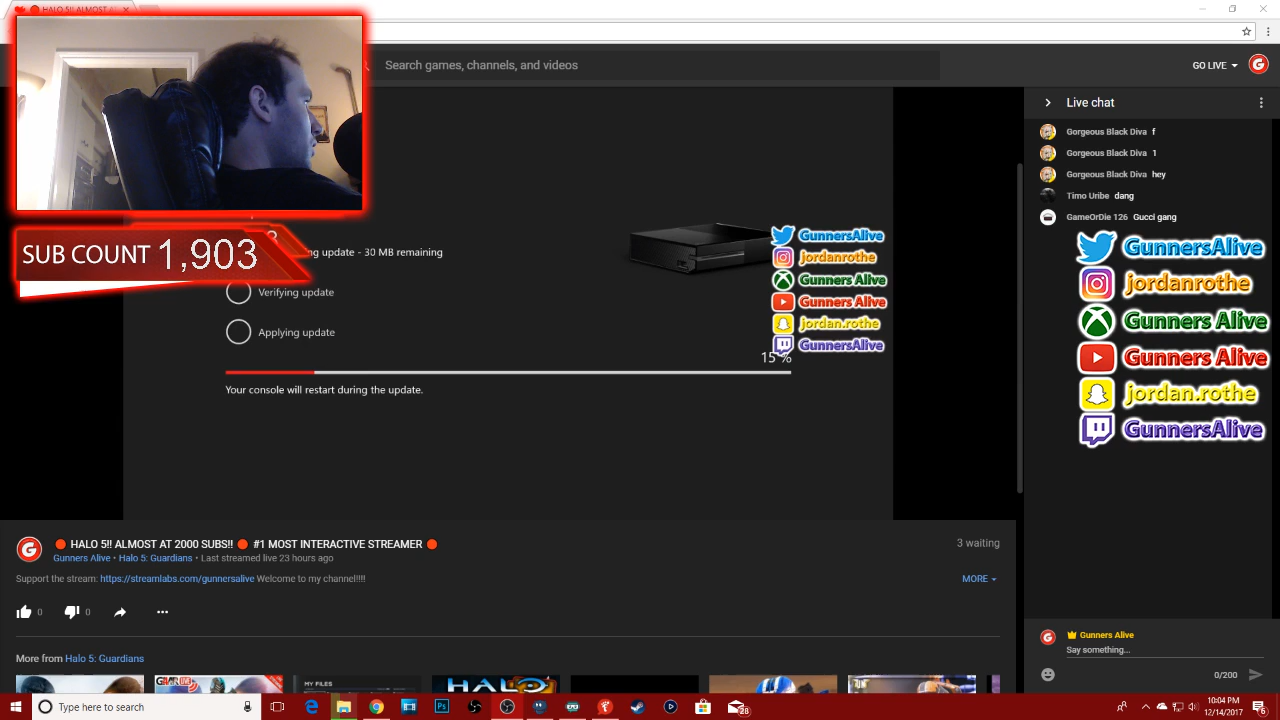 HALO 5!! ALMOST
Search games, channels, and videos
GO LIVE
Live chat
Gorgeous Black Diva f
Gorgeous Black Diva 1
Gorgeous Black Diva hey
Timo Uribe dang
GameOrDie 126 Gucci gang
GunnersAlive
jordanrothe
Gunners Alive
Gunners Alive
jordan.rothe
GunnersAlive
SUB COUNT 1,903
ng update - 30 MB remaining
Verifying update
Applying update
15 %
Your console will restart during the update.
GunnersAlive
jordanrothe
Gunners Alive
Gunners Alive
jordan.rothe
GunnersAlive
HALO 5!! ALMOST AT 2000 SUBS!! #1 MOST INTERACTIVE STREAMER
3 waiting
Gunners Alive • Halo 5: Guardians • Last streamed live 23 hours ago
Support the stream: https://streamlabs.com/gunnersalive Welcome to my channel!!!!
MORE
0 0
More from Halo 5: Guardians
MY FILES
HALO
Gunners Alive
Say something...
0/200
Type here to search
28
10:04 PM
12/14/2017
6